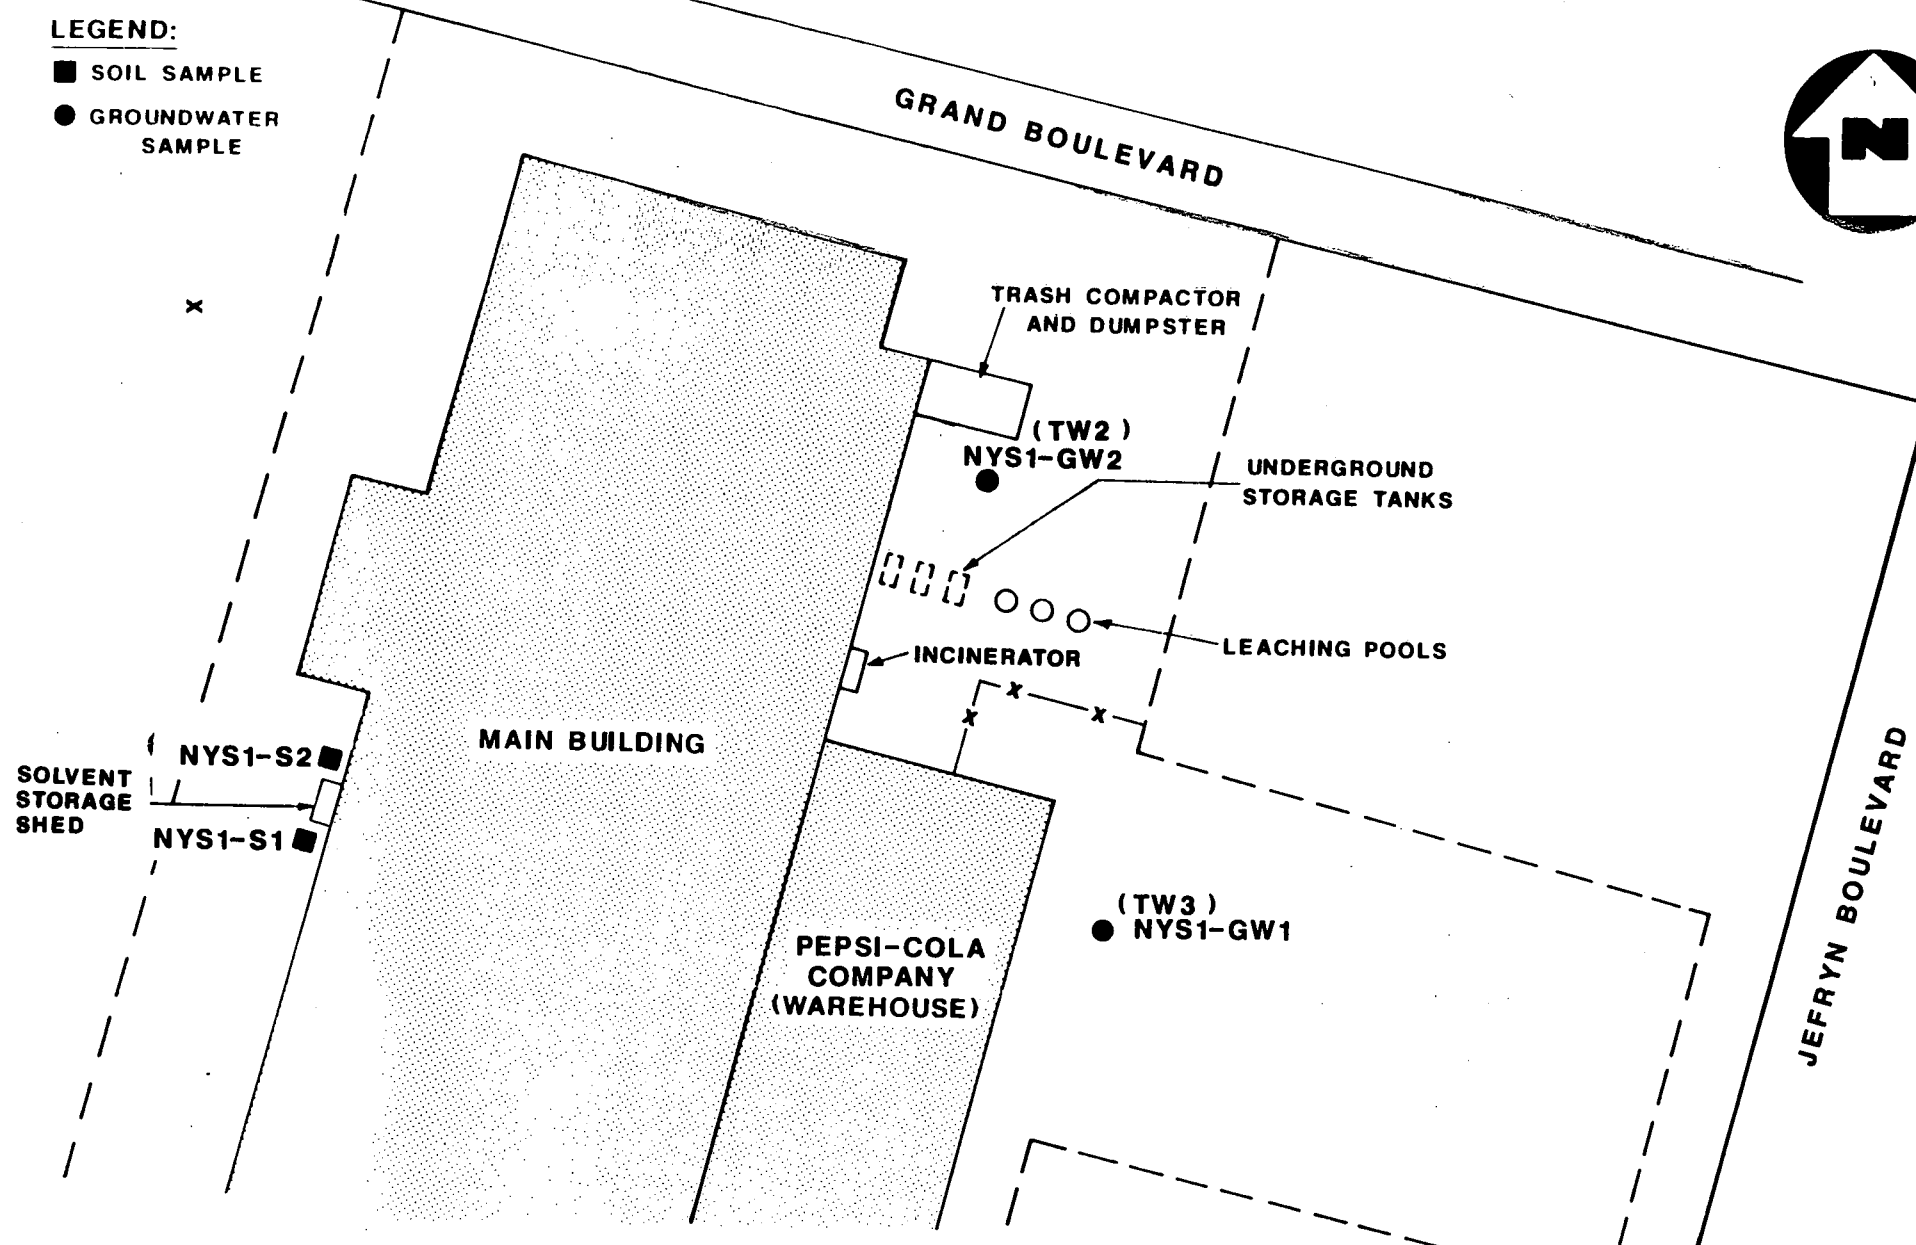 LEGEND:
SOIL SAMPLE
GROUNDWATER
SAMPLE
GRAND BOULEVARD
N
x
TRASH COMPACTOR
AND DUMPSTER
(TW2)
NYS1-GW2
UNDERGROUND
STORAGE TANKS
LEACHING POOLS
INCINERATOR
x
x
x
MAIN BUILDING
NYS1-S2
SOLVENT
STORAGE
SHED
NYS1-S1
(TW3)
NYS1-GW1
PEPSI-COLA
COMPANY
(WAREHOUSE)
JEFRYN BOULEVARD